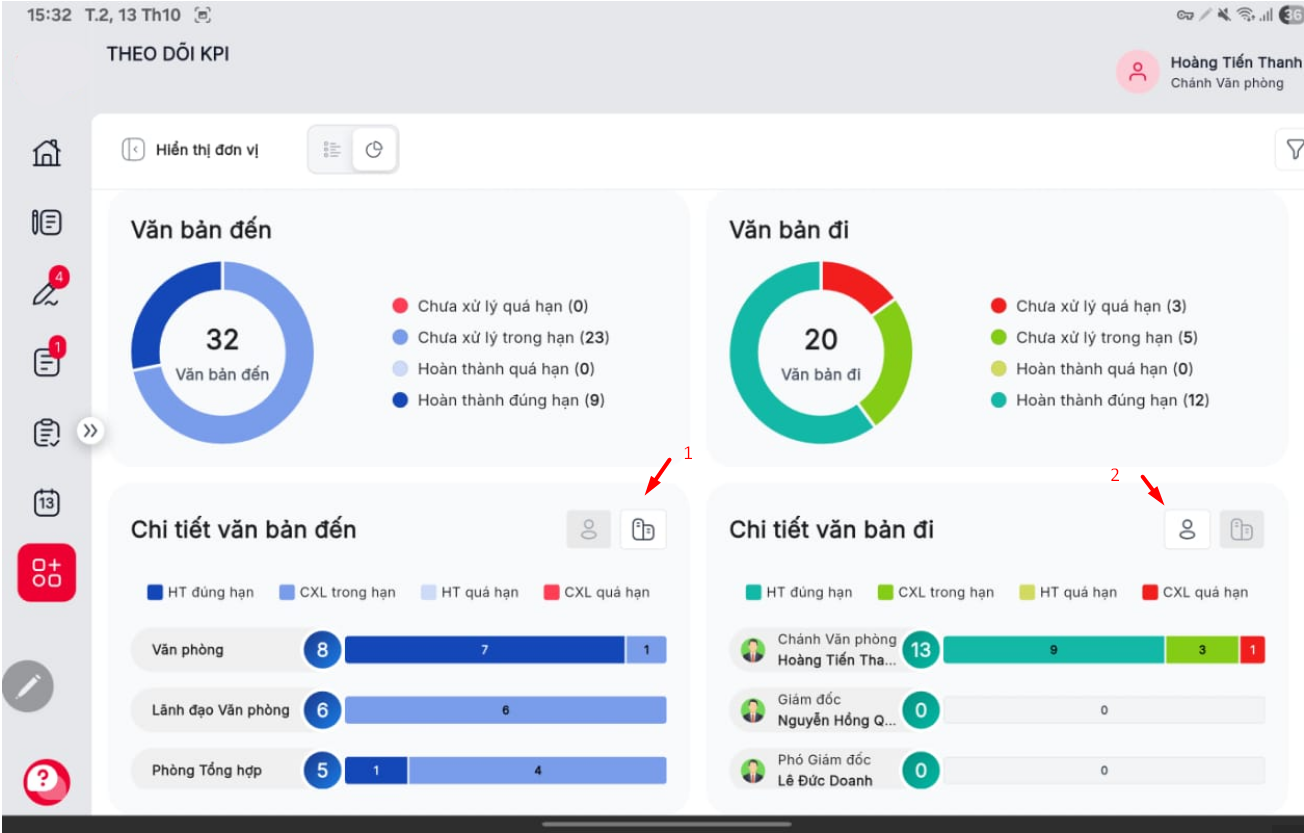 15:32 T.2, 13 Th10
36
THEO DÕI KPI
Hoàng Tiến Thanh
Chánh Văn phòng
Hiển thị đơn vị
Văn bản đến
32
Văn bản đến
Chưa xử lý quá hạn (0)
Chưa xử lý trong hạn (23)
Hoàn thành quá hạn (0)
Hoàn thành đúng hạn (9)
Văn bản đi
20
Văn bản đi
Chưa xử lý quá hạn (3)
Chưa xử lý trong hạn (5)
Hoàn thành quá hạn (0)
Hoàn thành đúng hạn (12)
4
1
13
1
2
Chi tiết văn bản đến
HT đúng hạn CXL trong hạn HT quá hạn CXL quá hạn
Văn phòng 8 7 1
Lãnh đạo Văn phòng 6 6
Phòng Tổng hợp 5 1 4
Chi tiết văn bản đi
HT đúng hạn CXL trong hạn HT quá hạn CXL quá hạn
Chánh Văn phòng
Hoàng Tiến Tha... 13 9 3 1
Giám đốc
Nguyễn Hồng Q... 0 0
Phó Giám đốc
Lê Đức Doanh 0 0
?